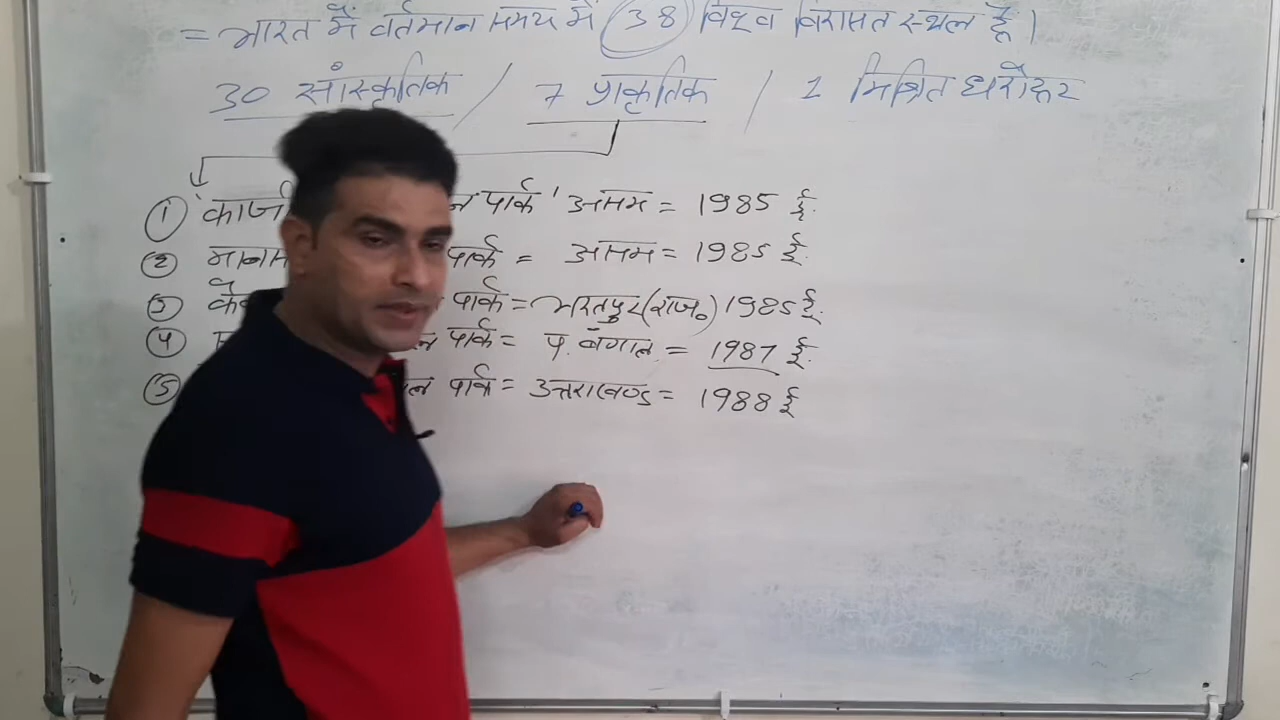 = भारत में वर्तमान समय में 38 विश्व विरासत स्थल हैं।
30 सांस्कृतिक / 7 प्राकृतिक / 1 मिश्रित धरोहर
① पार्क' असम = 1985 ई.
② पार्क = असम = 1985 ई.
③ पार्क = भरतपुर (राज॰) 1985 ई.
④ पार्क = प. बंगाल = 1987 ई.
⑤ पार्क = उत्तराखण्ड = 1988 ई